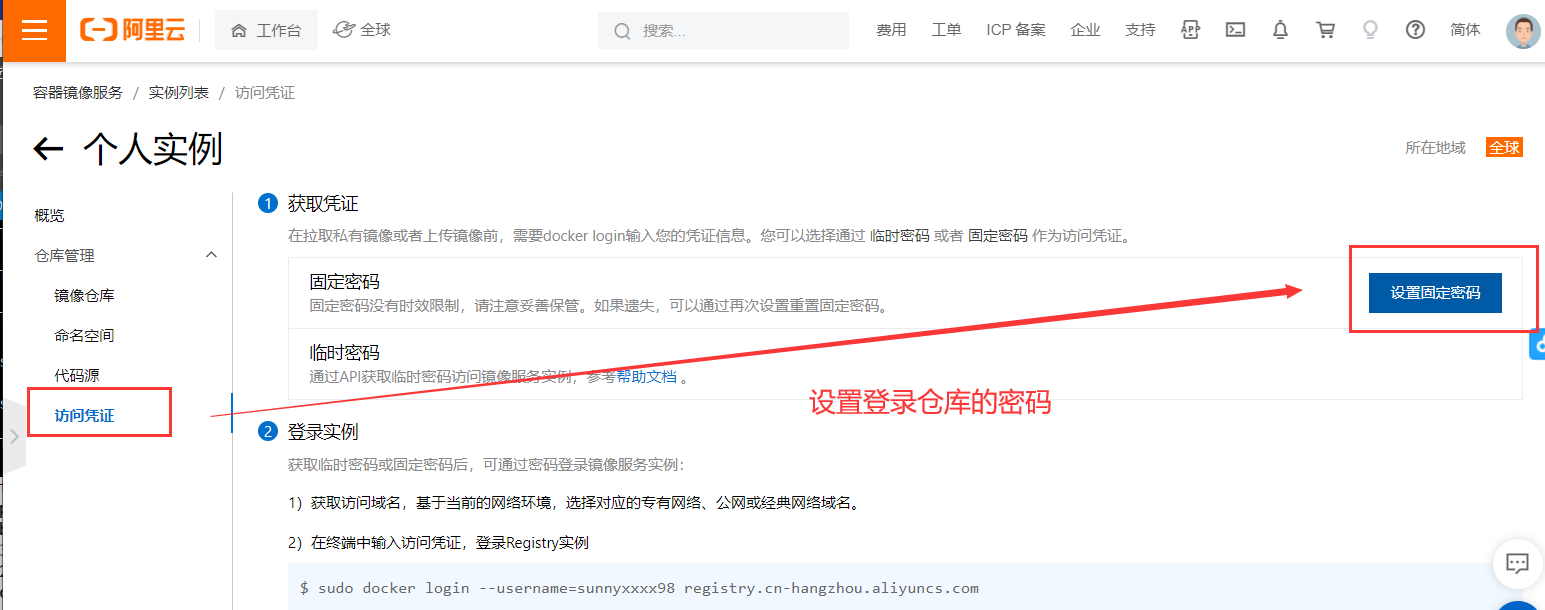 阿里云 工作台 全球 搜索... 费用 工单 ICP 备案 企业 支持 APP 简体
容器镜像服务 / 实例列表 / 访问凭证
个人实例
所在地域 全球
概览
仓库管理
镜像仓库
命名空间
代码源
访问凭证
1 获取凭证
在拉取私有镜像或者上传镜像前，需要docker login输入您的凭证信息。您可以选择通过 临时密码 或者 固定密码 作为访问凭证。
固定密码
固定密码没有时效限制，请注意妥善保管。如果遗失，可以通过再次设置重置固定密码。
设置固定密码
临时密码
通过API获取临时密码访问镜像服务实例，参考帮助文档 。
设置登录仓库的密码
2 登录实例
获取临时密码或固定密码后，可通过密码登录镜像服务实例：
1）获取访问域名，基于当前的网络环境，选择对应的专有网络、公网或经典网络域名。
2）在终端中输入访问凭证，登录Registry实例
$ sudo docker login --username=sunnyxxxx98 registry.cn-hangzhou.aliyuncs.com